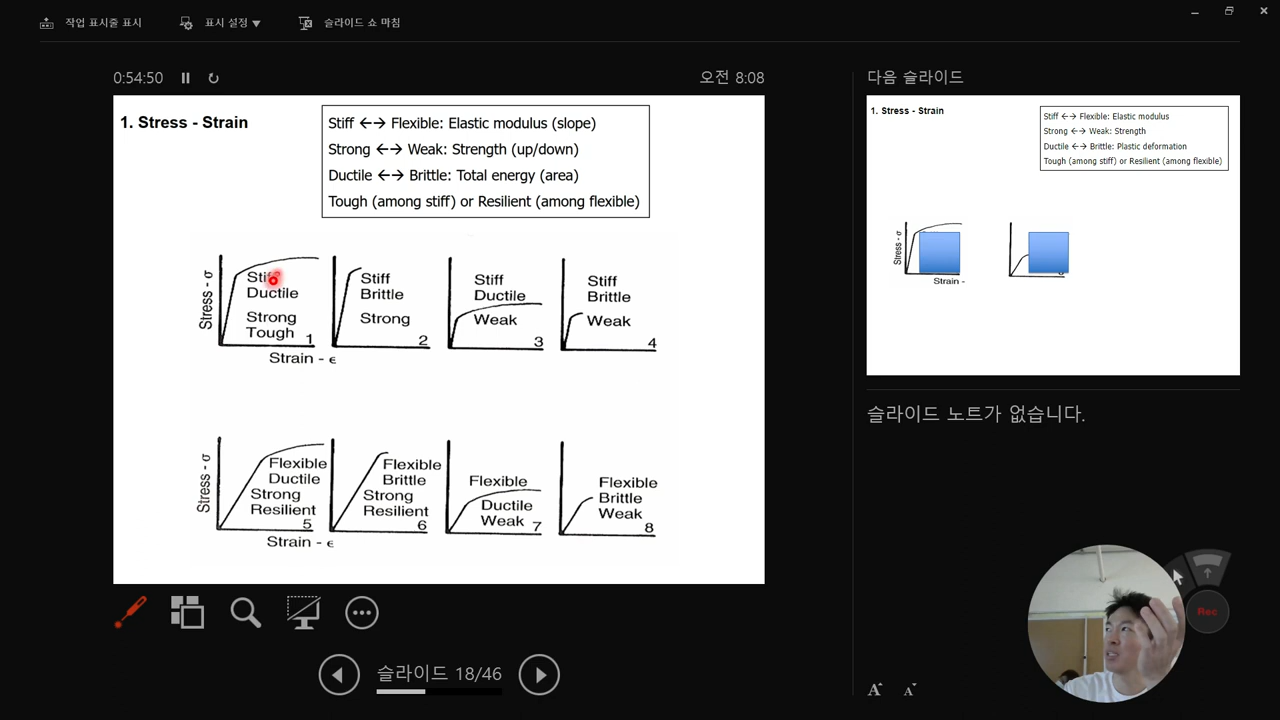 작업 표시줄 표시
표시 설정 ▼
슬라이드 쇼 마침
0:54:50
오전 8:08
다음 슬라이드
1. Stress - Strain
Stiff ↔ Flexible: Elastic modulus (slope)
Strong ↔ Weak: Strength (up/down)
Ductile ↔ Brittle: Total energy (area)
Tough (among stiff) or Resilient (among flexible)
Stress - σ
Stiff
Ductile
Strong
Tough 1
Strain - ϵ
Stiff
Brittle
Strong
2
Stiff
Ductile
Weak
3
Stiff
Brittle
Weak
4
Stress - σ
Flexible
Ductile
Strong
Resilient
5
Strain - ϵ
Flexible
Brittle
Strong
Resilient
6
Flexible
Ductile
Weak 7
Flexible
Brittle
Weak
8
1. Stress - Strain
Stiff ↔ Flexible: Elastic modulus
Strong ↔ Weak: Strength
Ductile ↔ Brittle: Plastic deformation
Tough (among stiff) or Resilient (among flexible)
Stress - σ
Strain -
슬라이드 노트가 없습니다.
슬라이드 18/46
A A
Rec